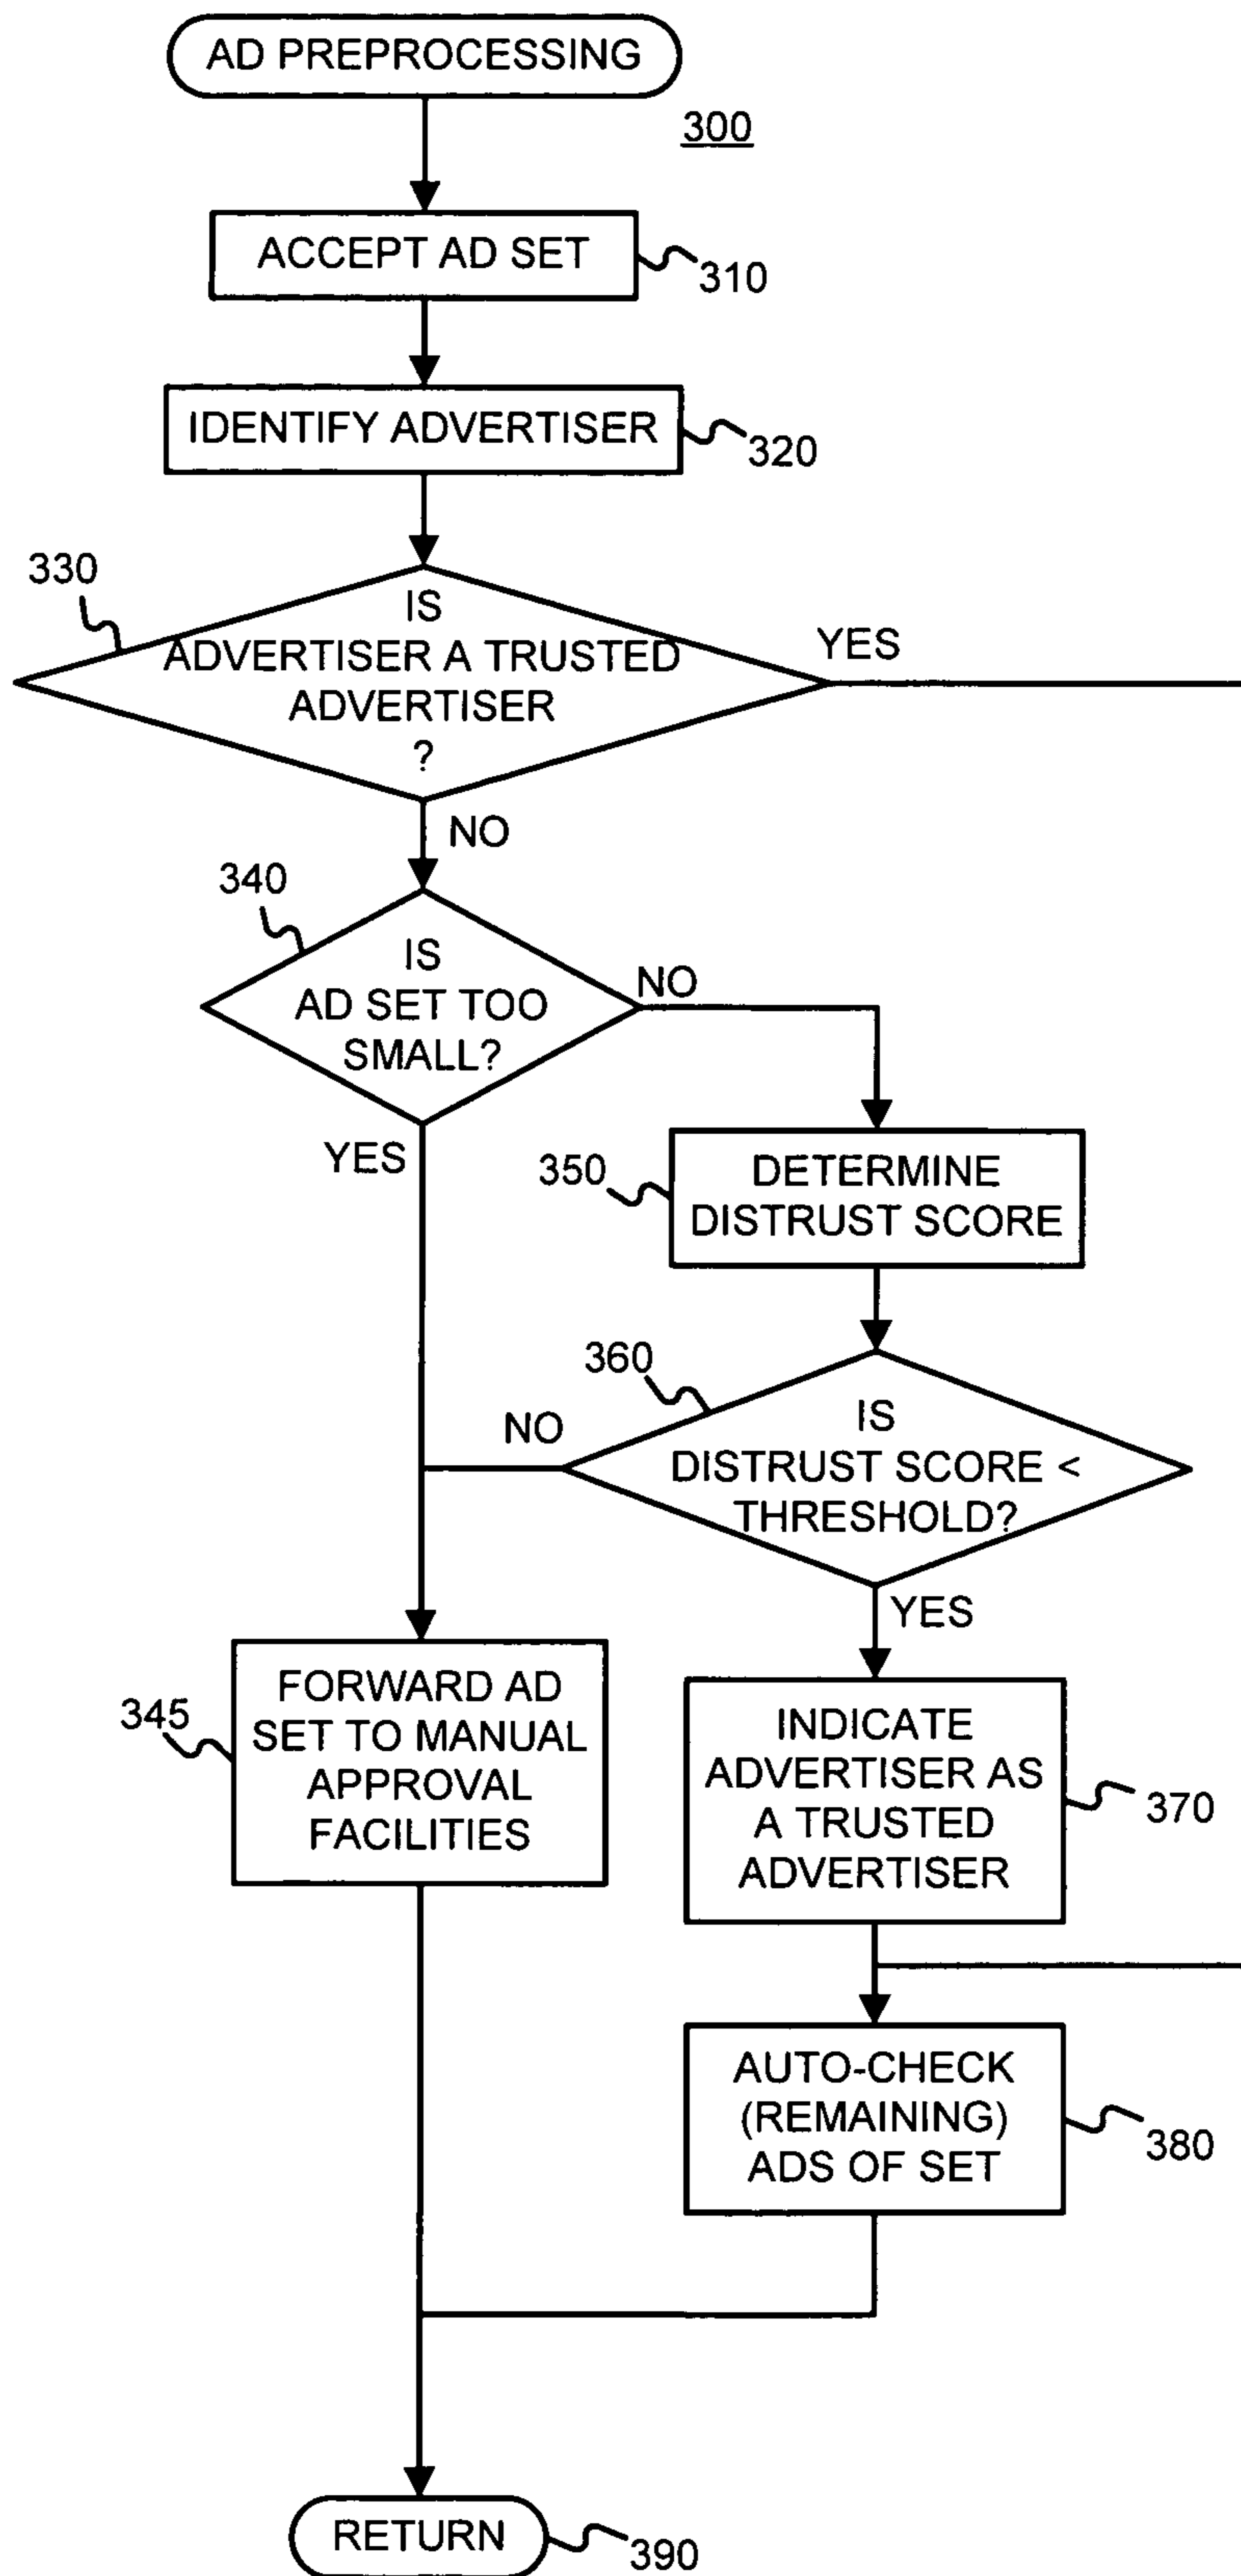 AD PREPROCESSING
300
ACCEPT AD SET
310
IDENTIFY ADVERTISER
320
330
IS
ADVERTISER A TRUSTED
ADVERTISER
?
YES
NO
340
IS
AD SET TOO
SMALL?
NO
YES
350
DETERMINE
DISTRUST SCORE
360
IS
DISTRUST SCORE <
THRESHOLD?
NO
YES
345
FORWARD AD
SET TO MANUAL
APPROVAL
FACILITIES
INDICATE
ADVERTISER AS
A TRUSTED
ADVERTISER
370
AUTO-CHECK
(REMAINING)
ADS OF SET
380
RETURN
390